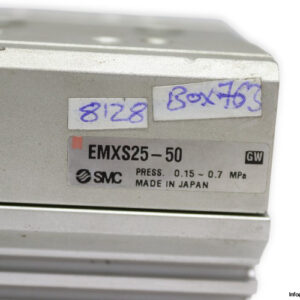 8128
BOX763
EMXS25-50
GW
SMC
PRESS. 0.15~0.7 MPa
MADE IN JAPAN